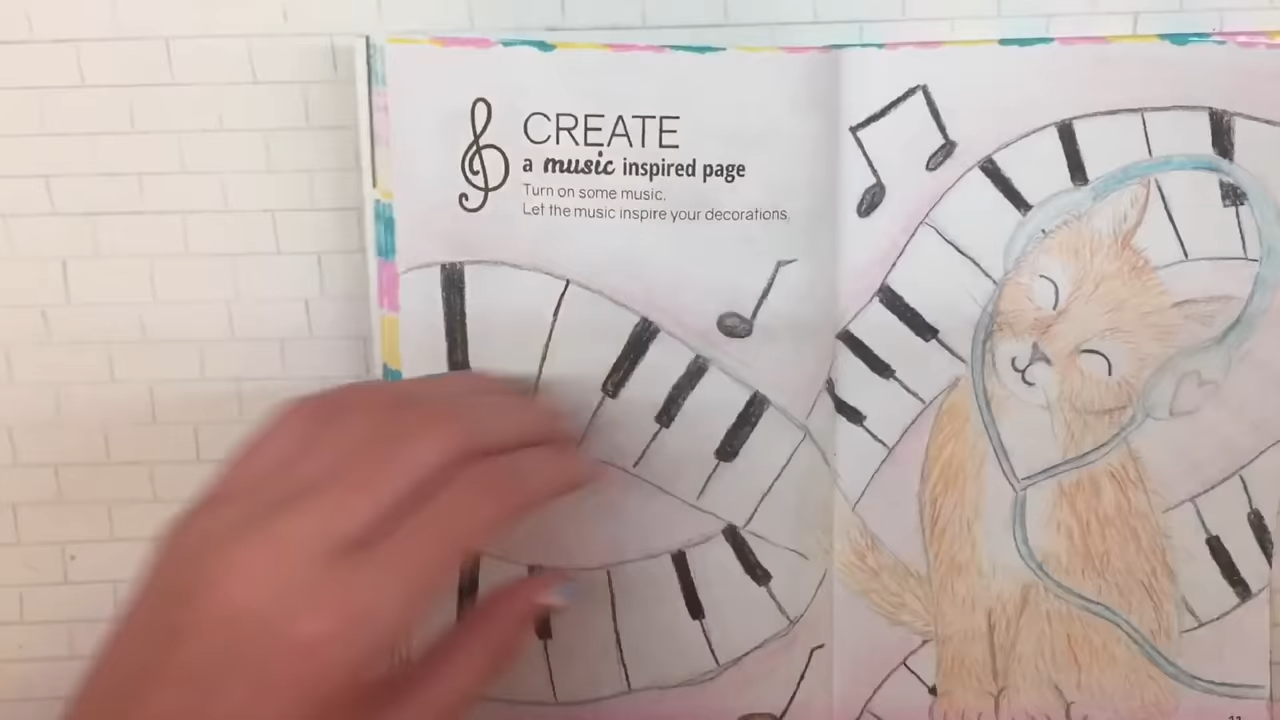 CREATE
a music inspired page
Turn on some music.
Let the music inspire your decorations.